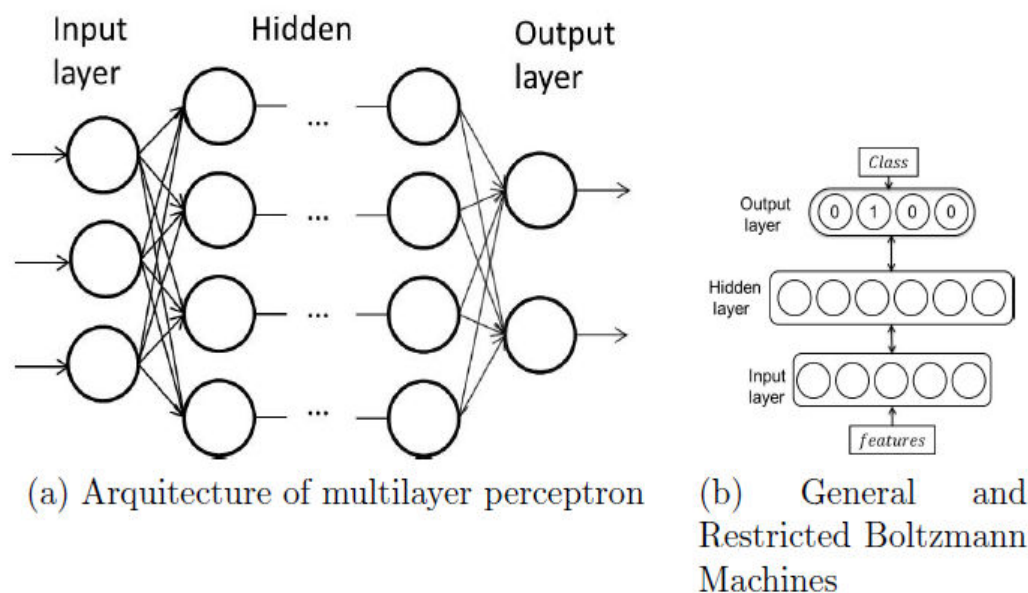 Input
layer
Hidden
Output
layer
...
...
...
...
(a) Arquitecture of multilayer perceptron
Class
Output
layer
0 1 0 0
Hidden
layer
Input
layer
features
(b) General and
Restricted Boltzmann
Machines